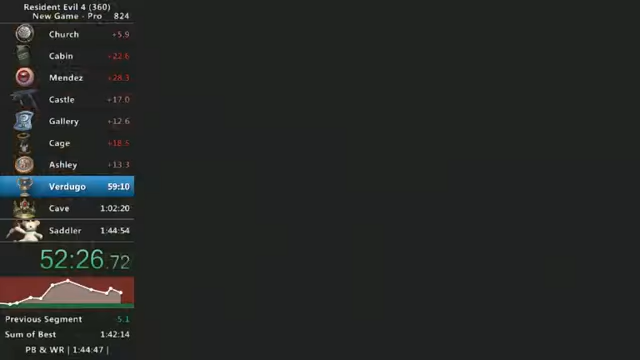 Resident Evil 4 (360)
New Game - Pro 824
Church +5.9
Cabin +22.6
Mendez +28.3
Castle +17.0
Gallery +12.6
Cage +18.5
Ashley +13.3
Verdugo 59:10
Cave 1:02:20
Saddler 1:44:54
52:26.72
Previous Segment -5.1
Sum of Best 1:42:14
PB & WR | 1:44:47 |